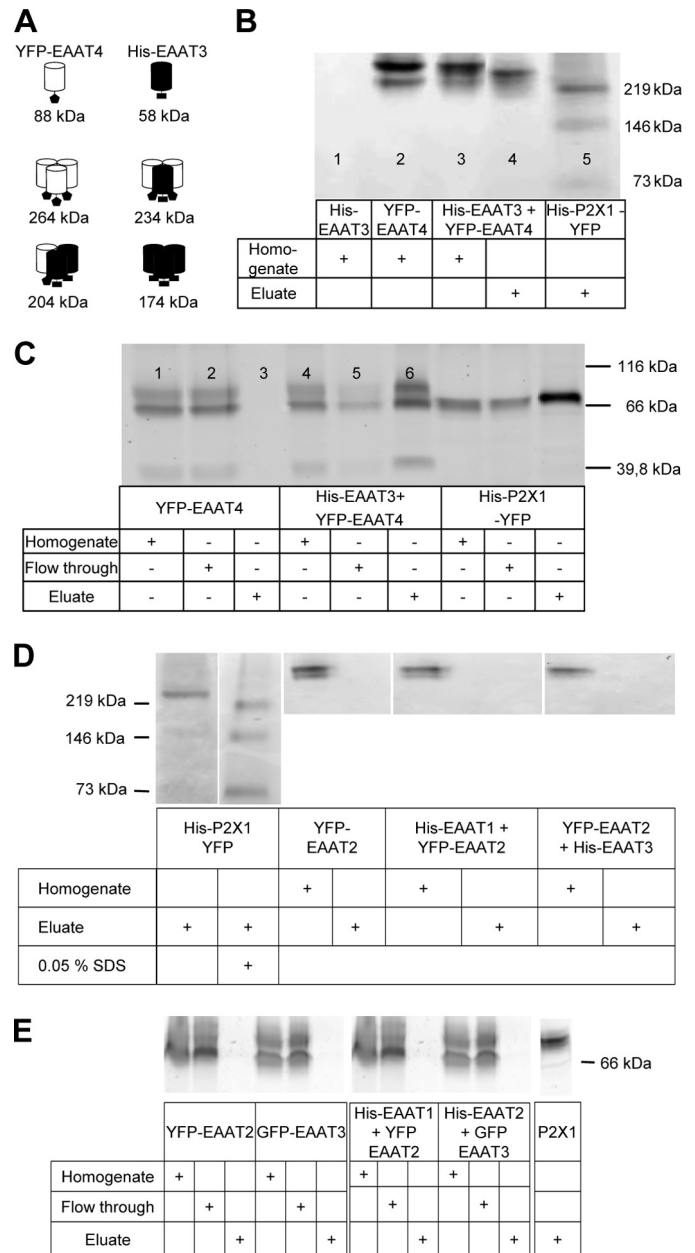 A
YFP-EAAT4 His-EAAT3
88 kDa 58 kDa
264 kDa 234 kDa
204 kDa 174 kDa
B
219 kDa
146 kDa
73 kDa
1 2 3 4 5
His-EAAT3 YFP-EAAT4 His-EAAT3 + YFP-EAAT4 His-P2X1-YFP
Homo-genate + + +
Eluate + +
C
1 2 3 4 5 6
116 kDa
66 kDa
39,8 kDa
YFP-EAAT4 His-EAAT3+ YFP-EAAT4 His-P2X1 -YFP
Homogenate + - - + - - + - -
Flow through - + - - + - - + -
Eluate - - + - - + - - +
D
219 kDa
146 kDa
73 kDa
His-P2X1 YFP YFP-EAAT2 His-EAAT1 + YFP-EAAT2 YFP-EAAT2 + His-EAAT3
Homogenate + + +
Eluate + + + + +
0.05 % SDS +
E
66 kDa
YFP-EAAT2 GFP-EAAT3 His-EAAT1 + YFP EAAT2 His-EAAT2 + GFP EAAT3 P2X1
Homogenate + + + +
Flow through + + + +
Eluate + + + + +